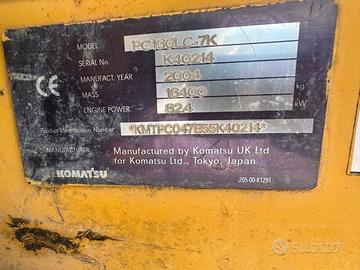 MODEL PC160LC-7K
SERIAL No. K40214
MANUFACT. YEAR 2004
MASS 16400 kg
ENGINE POWER 82.4 kW
CE
Product Identification Number *KMTPC047E55K40214*
Manufactured by Komatsu UK Ltd
for Komatsu Ltd., Tokyo, Japan
KOMATSU
205-00-K1291
subito